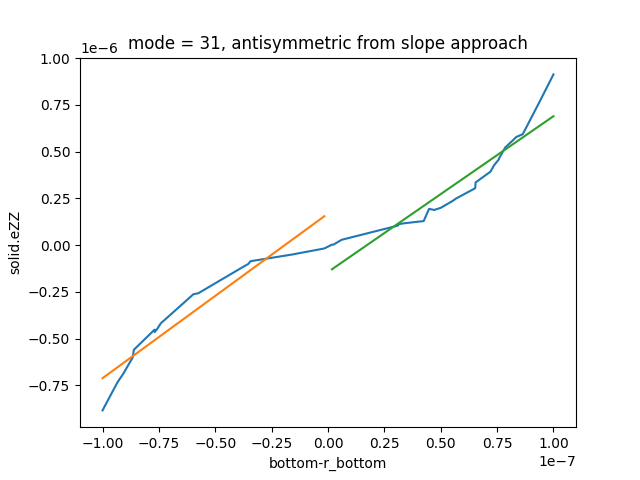 mode = 31, antisymmetric from slope approach
1e−6
1.00
0.75
0.50
0.25
0.00
−0.25
−0.50
−0.75
solid.eZZ
−1.00 −0.75 −0.50 −0.25 0.00 0.25 0.50 0.75 1.00
bottom-r_bottom
1e−7